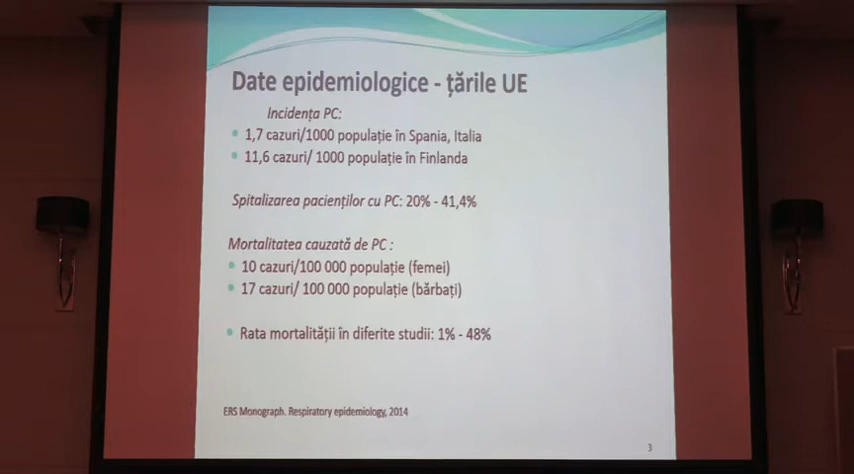 Date epidemiologice - țările UE
Incidența PC:
1,7 cazuri/1000 populație în Spania, Italia
11,6 cazuri/ 1000 populație în Finlanda
Spitalizarea pacienților cu PC: 20% - 41,4%
Mortalitatea cauzată de PC :
10 cazuri/100 000 populație (femei)
17 cazuri/ 100 000 populație (bărbați)
Rata mortalității în diferite studii: 1% - 48%
ERS Monograph. Respiratory epidemiology, 2014
3